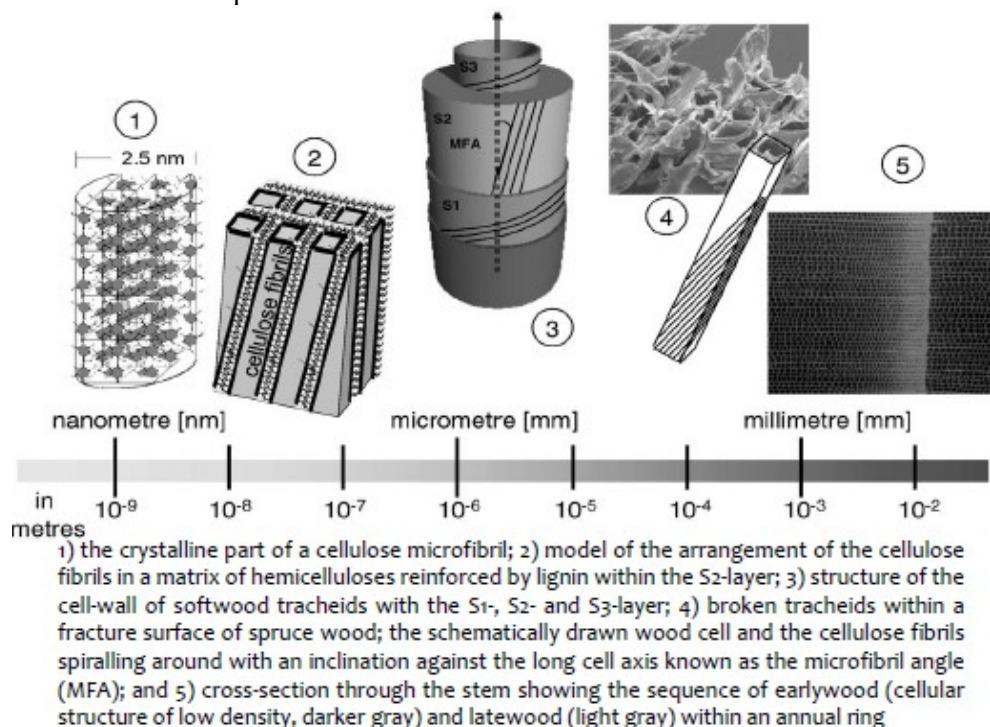 1
2.5 nm
2
cellulose fibrils
S3
S2
MFA
S1
3
4
5
nanometre [nm]
micrometre [mm]
millimetre [mm]
in
metres
10-9
10-8
10-7
10-6
10-5
10-4
10-3
10-2
1) the crystalline part of a cellulose microfibril; 2) model of the arrangement of the cellulose
fibrils in a matrix of hemicelluloses reinforced by lignin within the S2-layer; 3) structure of the
cell-wall of softwood tracheids with the S1-, S2- and S3-layer; 4) broken tracheids within a
fracture surface of spruce wood; the schematically drawn wood cell and the cellulose fibrils
spiralling around with an inclination against the long cell axis known as the microfibril angle
(MFA); and 5) cross-section through the stem showing the sequence of earlywood (cellular
structure of low density, darker gray) and latewood (light gray) within an annual ring